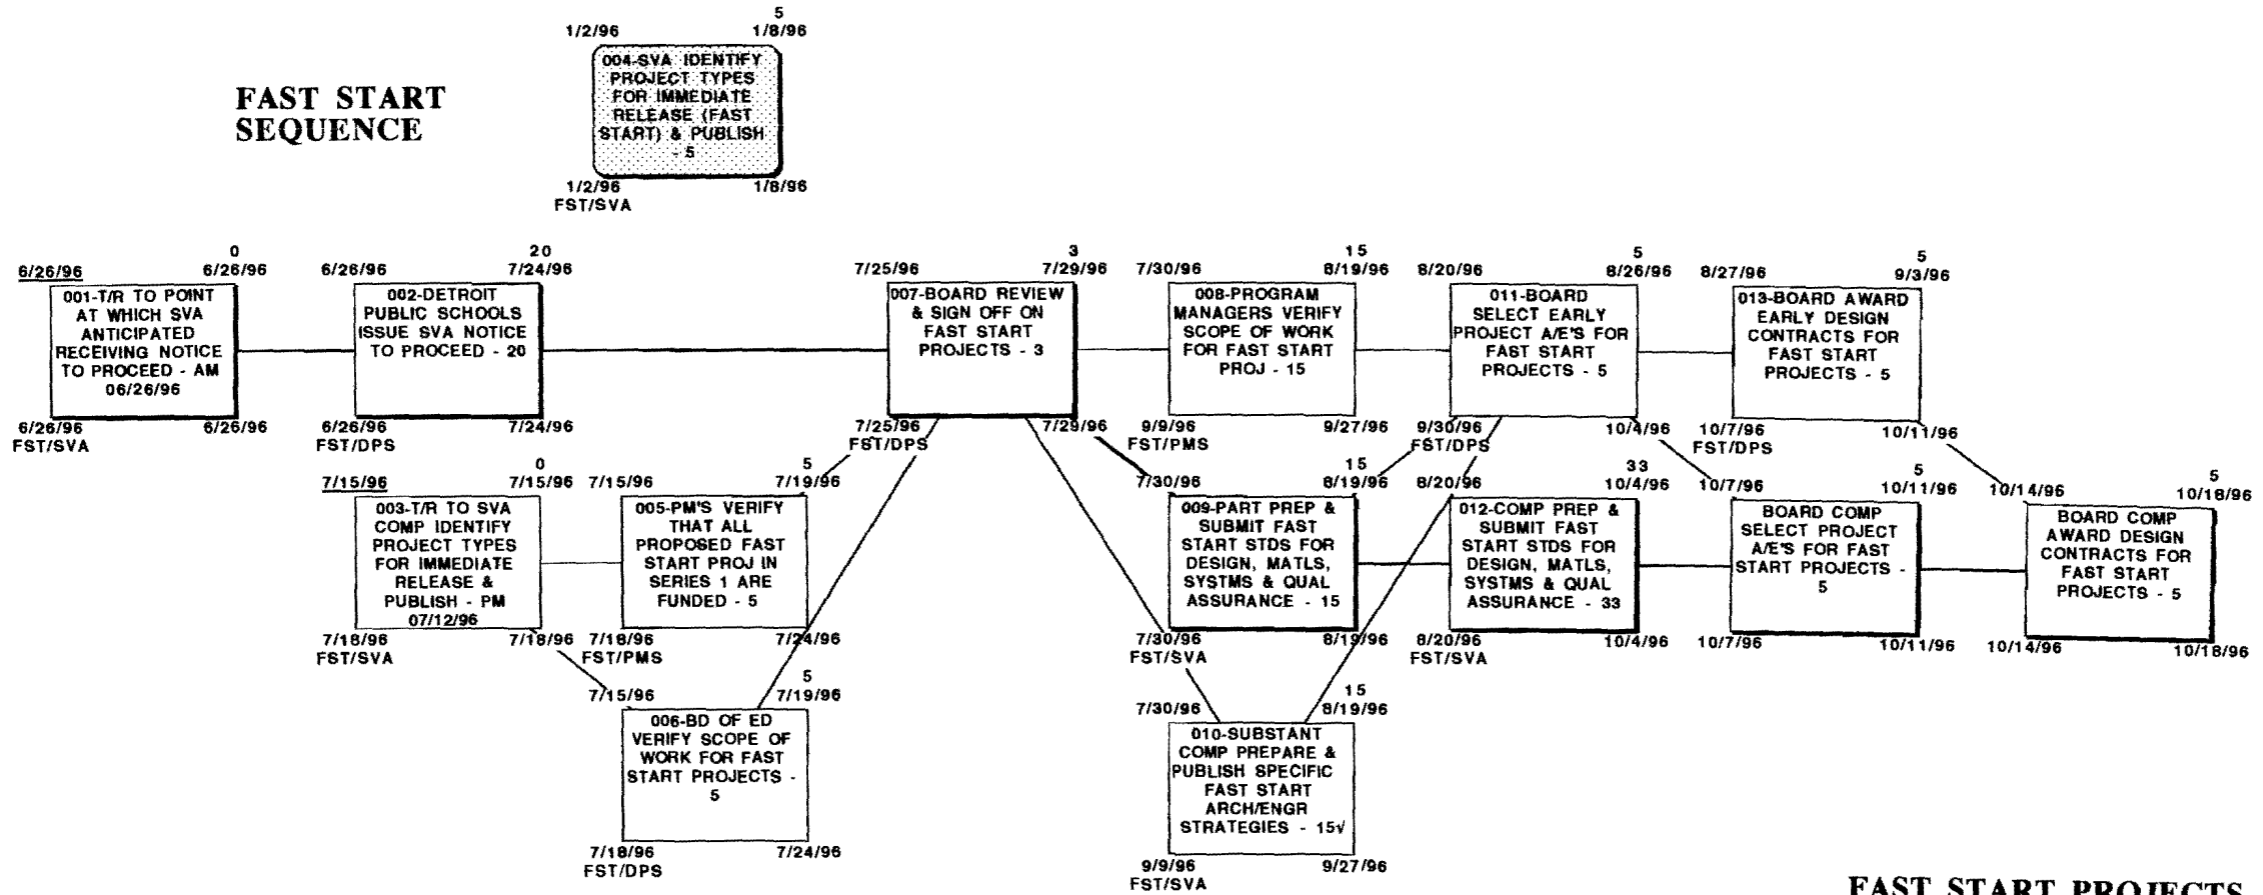 FAST START
SEQUENCE
5
1/2/96 1/8/96
004-SVA IDENTIFY
PROJECT TYPES
FOR IMMEDIATE
RELEASE (FAST
START) & PUBLISH
- 5
1/2/96 1/8/96
FST/SVA
0
6/26/96 6/26/96
001-T/R TO POINT
AT WHICH SVA
ANTICIPATED
RECEIVING NOTICE
TO PROCEED - AM
06/26/96
6/26/96 6/26/96
FST/SVA
20
6/26/96 7/24/96
002-DETROIT
PUBLIC SCHOOLS
ISSUE SVA NOTICE
TO PROCEED - 20
6/26/96 7/24/96
FST/DPS
3
7/25/96 7/29/96
007-BOARD REVIEW
& SIGN OFF ON
FAST START
PROJECTS - 3
7/25/96 7/29/96
FST/DPS
15
7/30/96 8/19/96
008-PROGRAM
MANAGERS VERIFY
SCOPE OF WORK
FOR FAST START
PROJ - 15
9/9/96 9/27/96
FST/PMS
5
8/20/96 8/26/96
011-BOARD
SELECT EARLY
PROJECT A/E'S FOR
FAST START
PROJECTS - 5
9/30/96 10/4/96
FST/DPS
5
8/27/96 9/3/96
013-BOARD AWARD
EARLY DESIGN
CONTRACTS FOR
FAST START
PROJECTS - 5
10/7/96 10/11/96
FST/DPS
0
7/15/96 7/15/96
003-T/R TO SVA
COMP IDENTIFY
PROJECT TYPES
FOR IMMEDIATE
RELEASE &
PUBLISH - PM
07/12/96
7/18/96 7/18/96
FST/SVA
5
7/15/96 7/19/96
005-PM'S VERIFY
THAT ALL
PROPOSED FAST
START PROJ IN
SERIES 1 ARE
FUNDED - 5
7/18/96 7/24/96
FST/PMS
15
7/30/96 8/19/96
009-PART PREP &
SUBMIT FAST
START STDS FOR
DESIGN, MATLS,
SYSTMS & QUAL
ASSURANCE - 15
7/30/96 8/19/96
FST/SVA
33
8/20/96 10/4/96
012-COMP PREP &
SUBMIT FAST
START STDS FOR
DESIGN, MATLS,
SYSTMS & QUAL
ASSURANCE - 33
8/20/96 10/4/96
FST/SVA
5
10/7/96 10/11/96
BOARD COMP
SELECT PROJECT
A/E'S FOR FAST
START PROJECTS -
5
10/7/96 10/11/96
5
10/14/96 10/18/96
BOARD COMP
AWARD DESIGN
CONTRACTS FOR
FAST START
PROJECTS - 5
10/14/96 10/18/96
5
7/15/96 7/19/96
006-BD OF ED
VERIFY SCOPE OF
WORK FOR FAST
START PROJECTS -
5
7/18/96 7/24/96
FST/DPS
15
7/30/96 8/19/96
010-SUBSTANT
COMP PREPARE &
PUBLISH SPECIFIC
FAST START
ARCH/ENGR
STRATEGIES - 15√
9/9/96 9/27/96
FST/SVA
FAST START PROJECTS